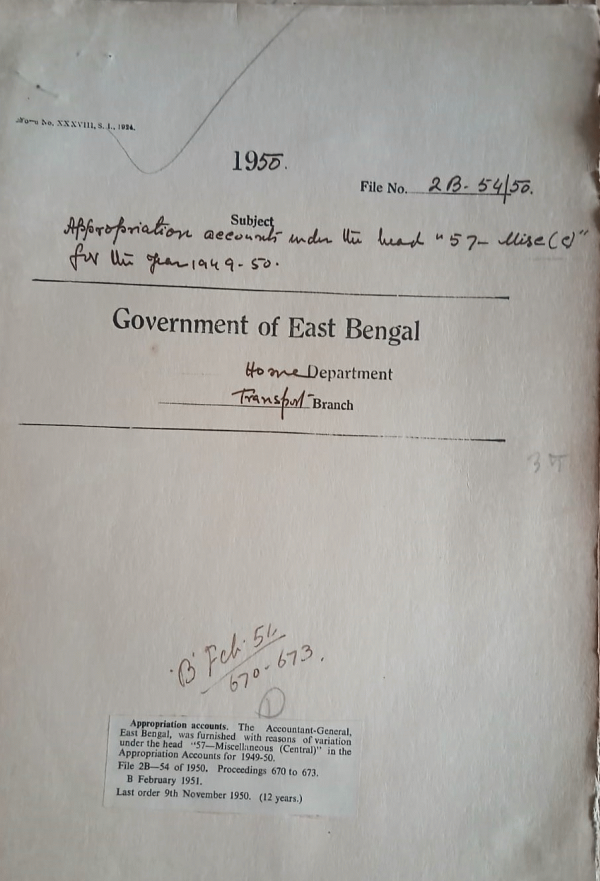 Form No. XXXVIII, S. I., 1924.
1950.
File No. 2B-54/50.
Subject
Appropriation accounts under the head "57- Misc(C)"
for the year 1949-50.
Government of East Bengal
Home Department
Transport Branch
'B' Feb. 51
670-673.
1
Appropriation accounts. The Accountant-General,
East Bengal, was furnished with reasons of variation
under the head "57—Miscellaneous (Central)" in the
Appropriation Accounts for 1949-50.
File 2B—54 of 1950. Proceedings 670 to 673.
B February 1951.
Last order 9th November 1950. (12 years.)